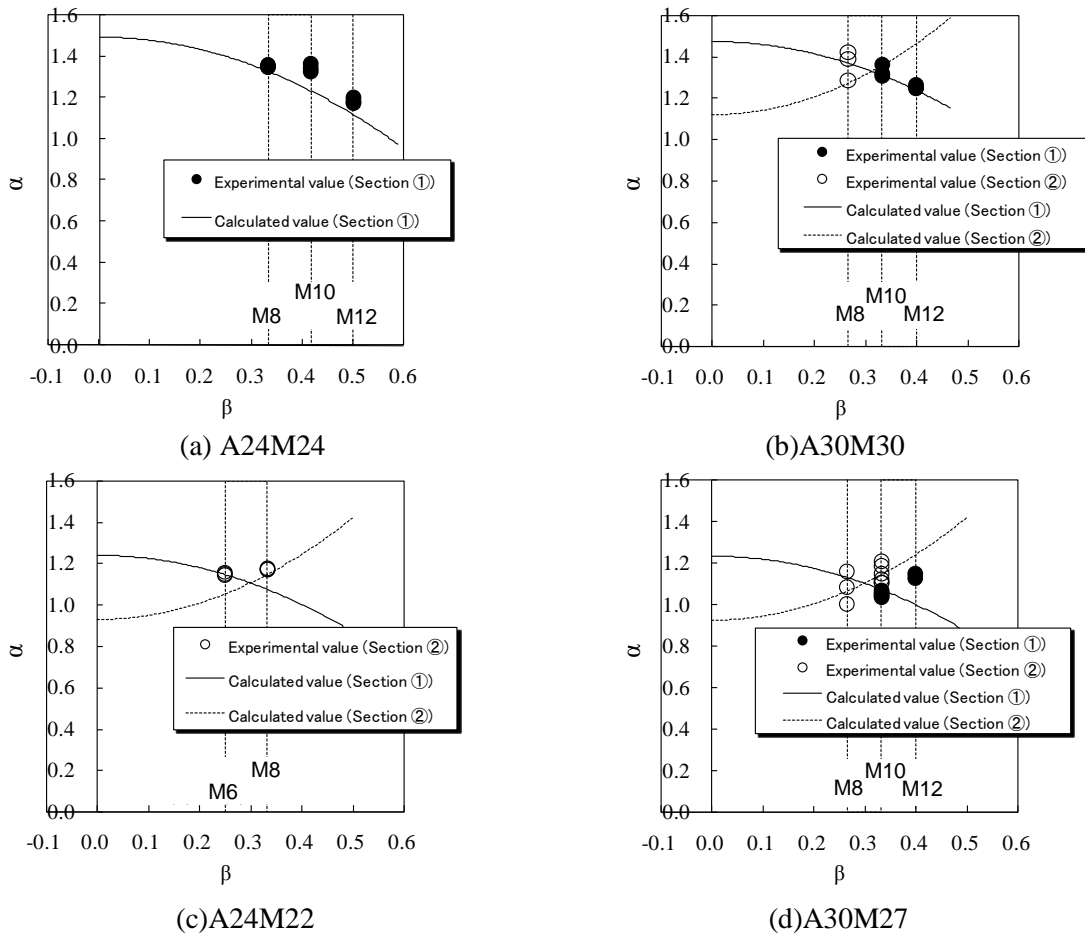 1.6
1.4
1.2
1.0
0.8
0.6
0.4
0.2
0.0
α
● Experimental value (Section ①)
Calculated value (Section ①)
M8
M10
M12
-0.1 0.0 0.1 0.2 0.3 0.4 0.5 0.6
β
(a) A24M24
1.6
1.4
1.2
1.0
0.8
0.6
0.4
0.2
0.0
α
● Experimental value (Section ①)
○ Experimental value (Section ②)
Calculated value (Section ①)
Calculated value (Section ②)
M8
M10
M12
-0.1 0.0 0.1 0.2 0.3 0.4 0.5 0.6
β
(b)A30M30
1.6
1.4
1.2
1.0
0.8
0.6
0.4
0.2
0.0
α
○ Experimental value (Section ②)
Calculated value (Section ①)
Calculated value (Section ②)
M6
M8
-0.1 0.0 0.1 0.2 0.3 0.4 0.5 0.6
β
(c)A24M22
1.6
1.4
1.2
1.0
0.8
0.6
0.4
0.2
0.0
α
● Experimental value (Section ①)
○ Experimental value (Section ②)
Calculated value (Section ①)
Calculated value (Section ②)
M8
M10
M12
-0.1 0.0 0.1 0.2 0.3 0.4 0.5 0.6
β
(d)A30M27